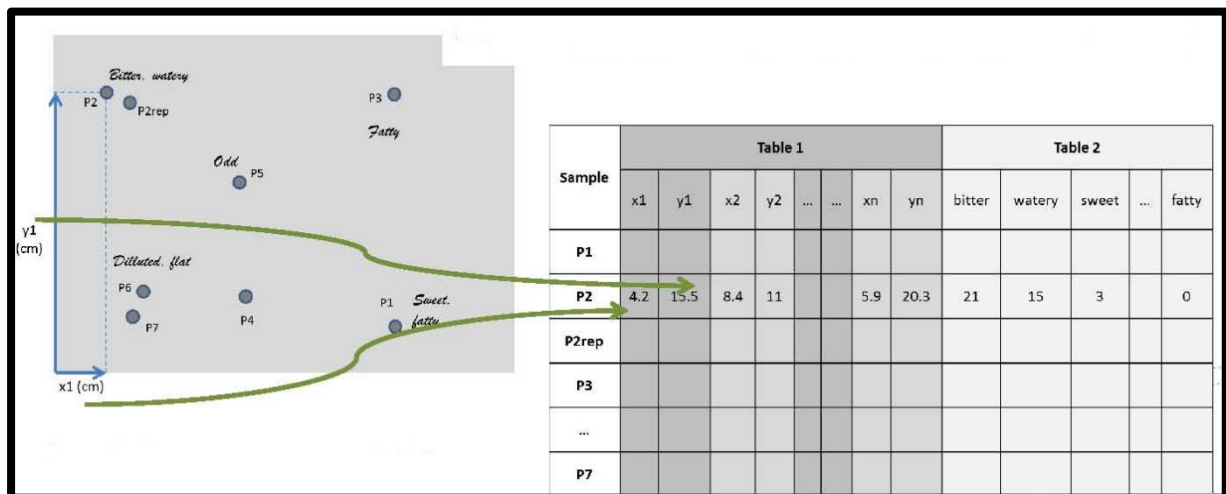 Bitter. watery
P2
P2rep
P3
Fatty
Odd
P5
y1
(cm)
Dilluted. flat
P6
P7
P4
P1
Sweet.
fatty
x1 (cm)
Sample Table 1 Table 2
x1 y1 x2 y2 ... ... xn yn bitter watery sweet ... fatty
P1
P2 4.2 15.5 8.4 11 5.9 20.3 21 15 3 0
P2rep
P3
...
P7